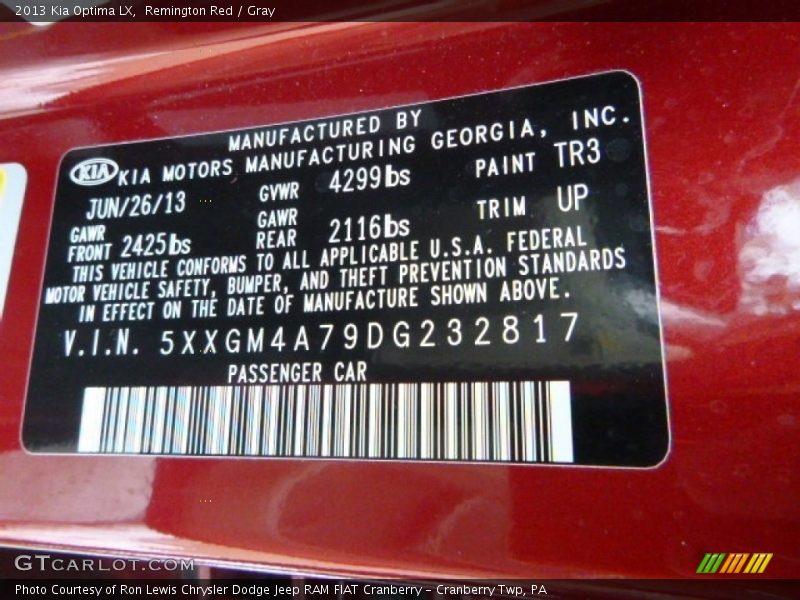 2013 Kia Optima LX, Remington Red / Gray
MANUFACTURED BY
KIA KIA MOTORS MANUFACTURING GEORGIA, INC.
JUN/26/13 GVWR 4299lbs PAINT TR3
GAWR FRONT 2425lbs GAWR REAR 2116lbs TRIM UP
THIS VEHICLE CONFORMS TO ALL APPLICABLE U.S.A. FEDERAL
MOTOR VEHICLE SAFETY, BUMPER, AND THEFT PREVENTION STANDARDS
IN EFFECT ON THE DATE OF MANUFACTURE SHOWN ABOVE.
V.I.N. 5XXGM4A79DG232817
PASSENGER CAR
GTCARLOT.COM
Photo Courtesy of Ron Lewis Chrysler Dodge Jeep RAM FIAT Cranberry - Cranberry Twp, PA